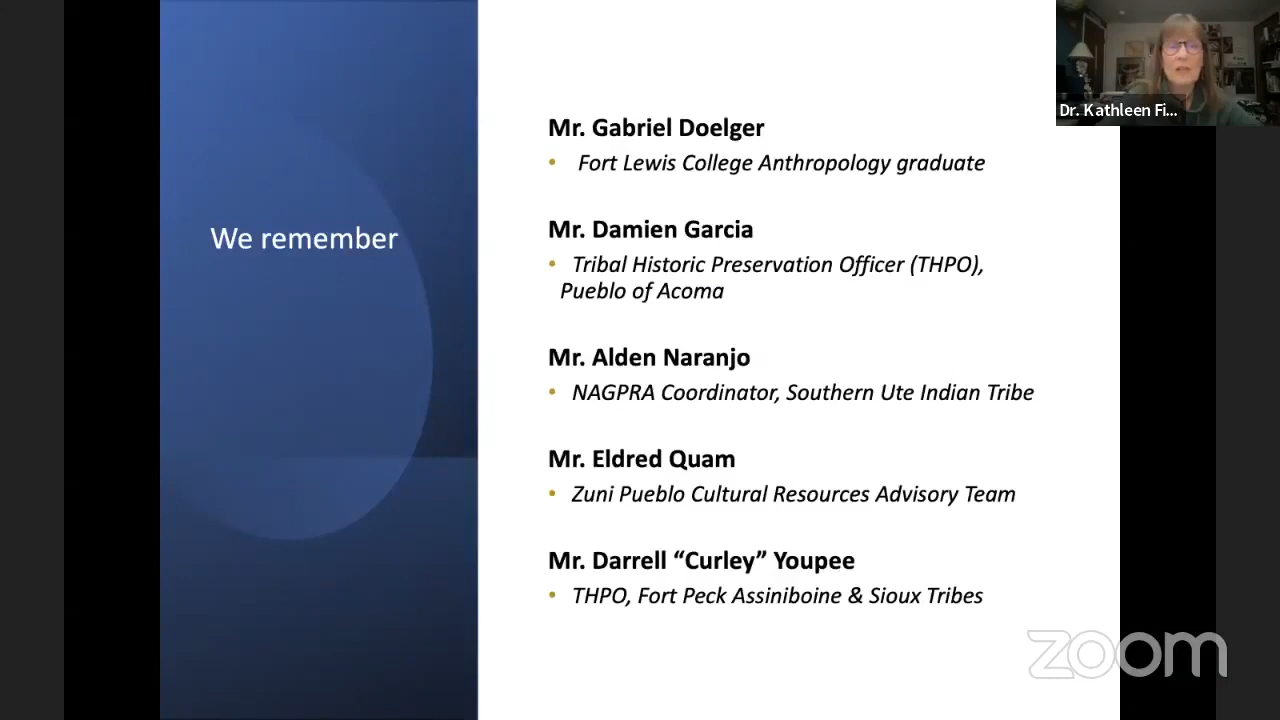 Dr. Kathleen Fi...
We remember
Mr. Gabriel Doelger
• Fort Lewis College Anthropology graduate
Mr. Damien Garcia
• Tribal Historic Preservation Officer (THPO),
Pueblo of Acoma
Mr. Alden Naranjo
• NAGPRA Coordinator, Southern Ute Indian Tribe
Mr. Eldred Quam
• Zuni Pueblo Cultural Resources Advisory Team
Mr. Darrell “Curley” Youpee
• THPO, Fort Peck Assiniboine & Sioux Tribes
zoom